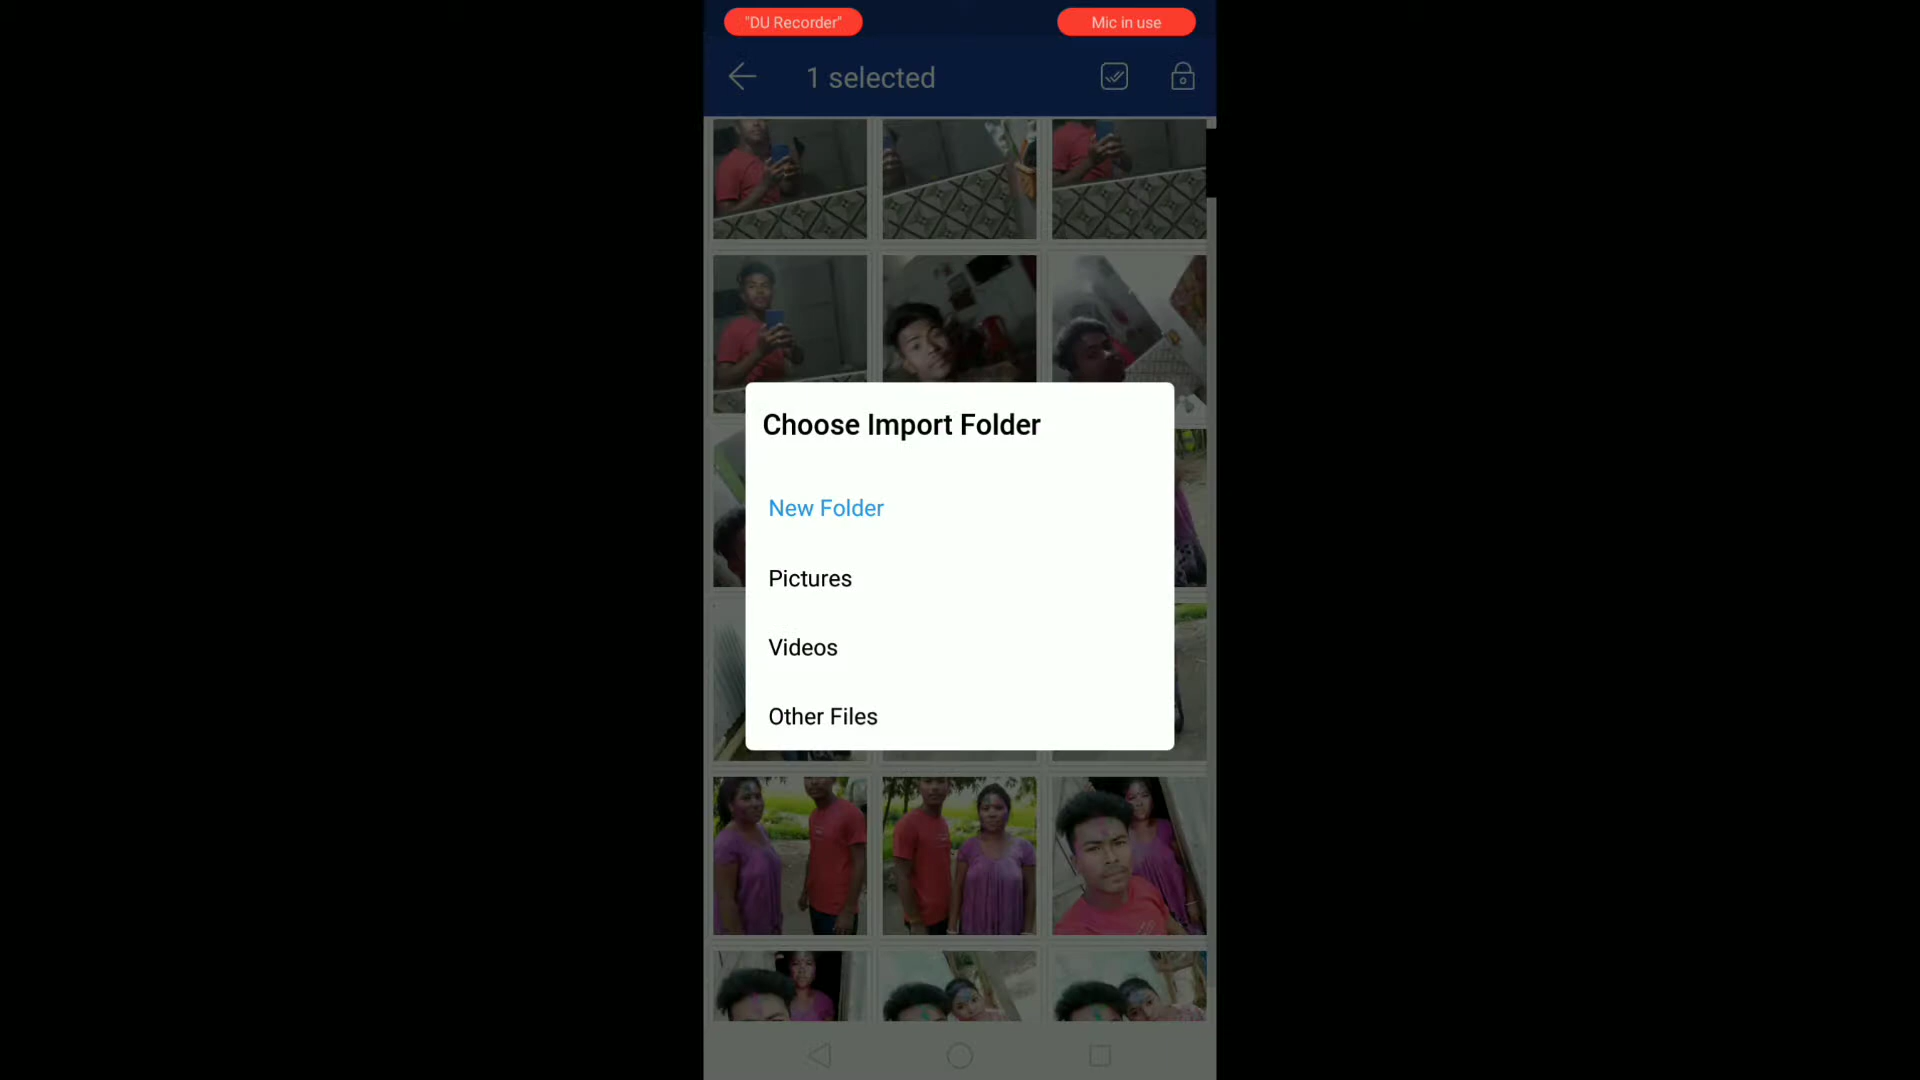 "DU Recorder"
Mic in use
1 selected
Choose Import Folder
New Folder
Pictures
Videos
Other Files